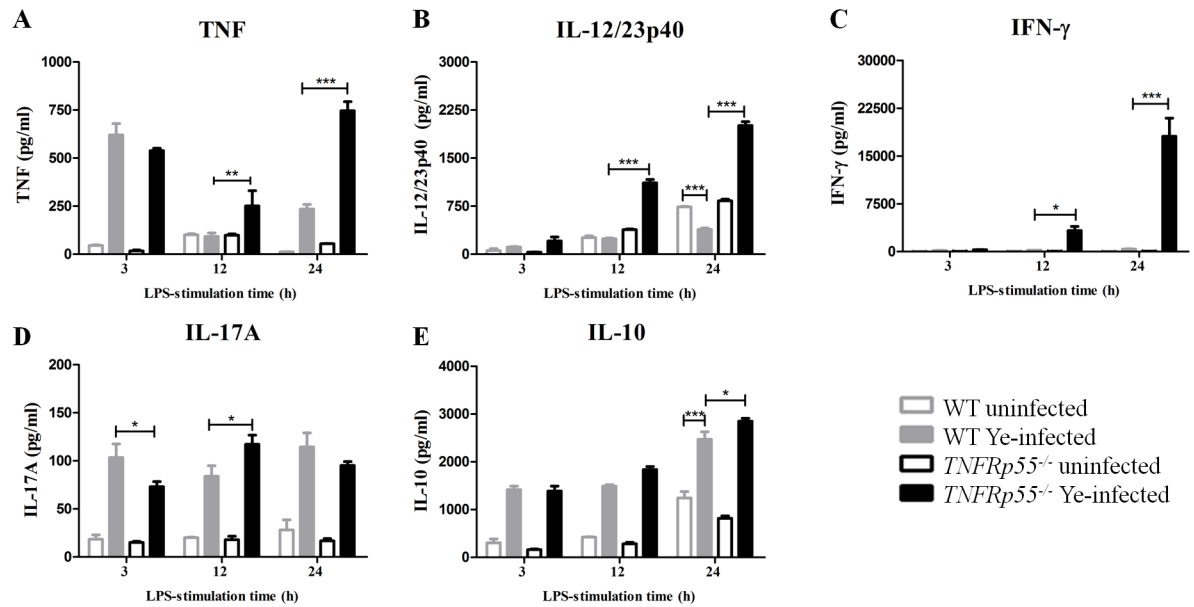 A
TNF
1000
750
500
250
0
TNF (pg/ml)
**
***
3
12
24
LPS-stimulation time (h)
B
IL-12/23p40
3000
2250
1500
750
0
IL-12/23p40 (pg/ml)
***
***
***
3
12
24
LPS-stimulation time (h)
C
IFN-γ
30000
22500
15000
7500
0
IFN-γ (pg/ml)
*
***
3
12
24
LPS-stimulation time (h)
D
IL-17A
200
150
100
50
0
IL-17A (pg/ml)
*
*
3
12
24
LPS-stimulation time (h)
E
IL-10
4000
3000
2000
1000
0
IL-10 (pg/ml)
***
*
3
12
24
LPS-stimulation time (h)
WT uninfected
WT Ye-infected
TNFRp55-/- uninfected
TNFRp55-/- Ye-infected